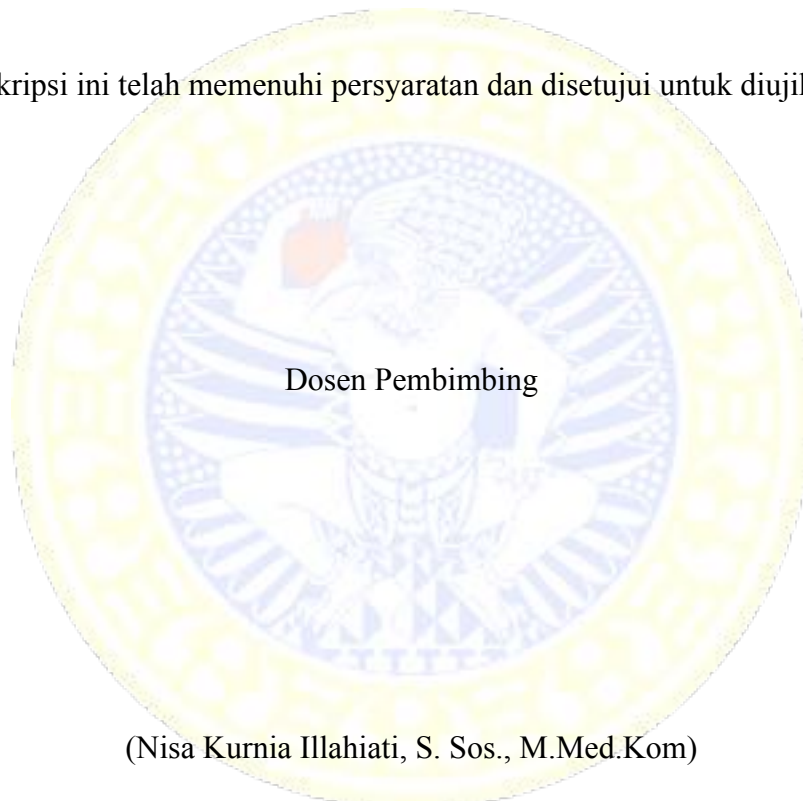 kripsi ini telah memenuhi persyaratan dan disetujui untuk diujik
Dosen Pembimbing
(Nisa Kurnia Illahiati, S. Sos., M.Med.Kom)